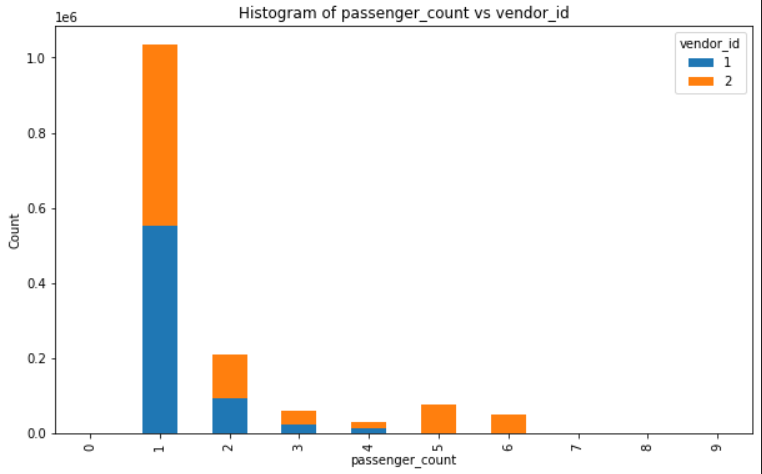 Histogram of passenger_count vs vendor_id
1e6
vendor_id
1
2
1.0
0.8
0.6
0.4
0.2
0.0
Count
0 1 2 3 4 5 6 7 8 9
passenger_count